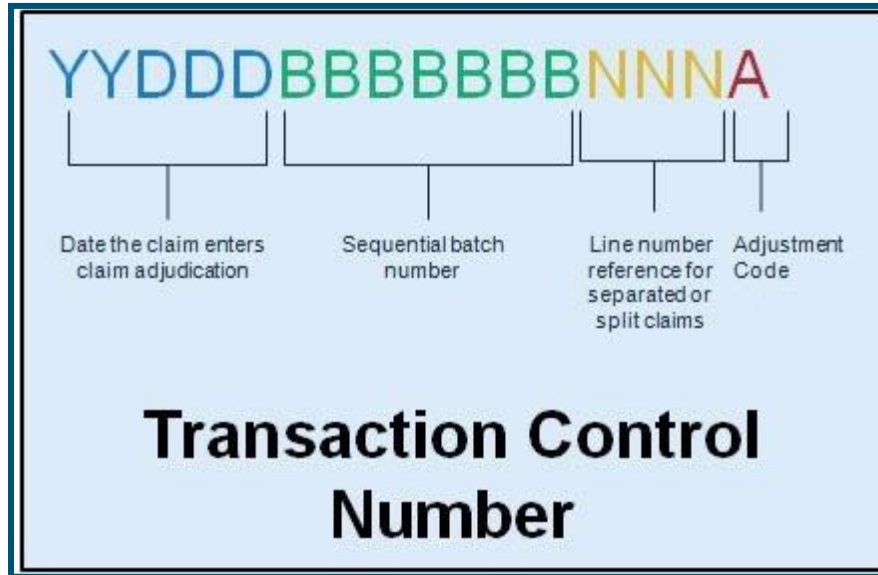 YYDDDBBBBBBBNNNA
Date the claim enters
claim adjudication
Sequential batch
number
Line number
reference for
separated or
split claims
Adjustment
Code
Transaction Control
Number